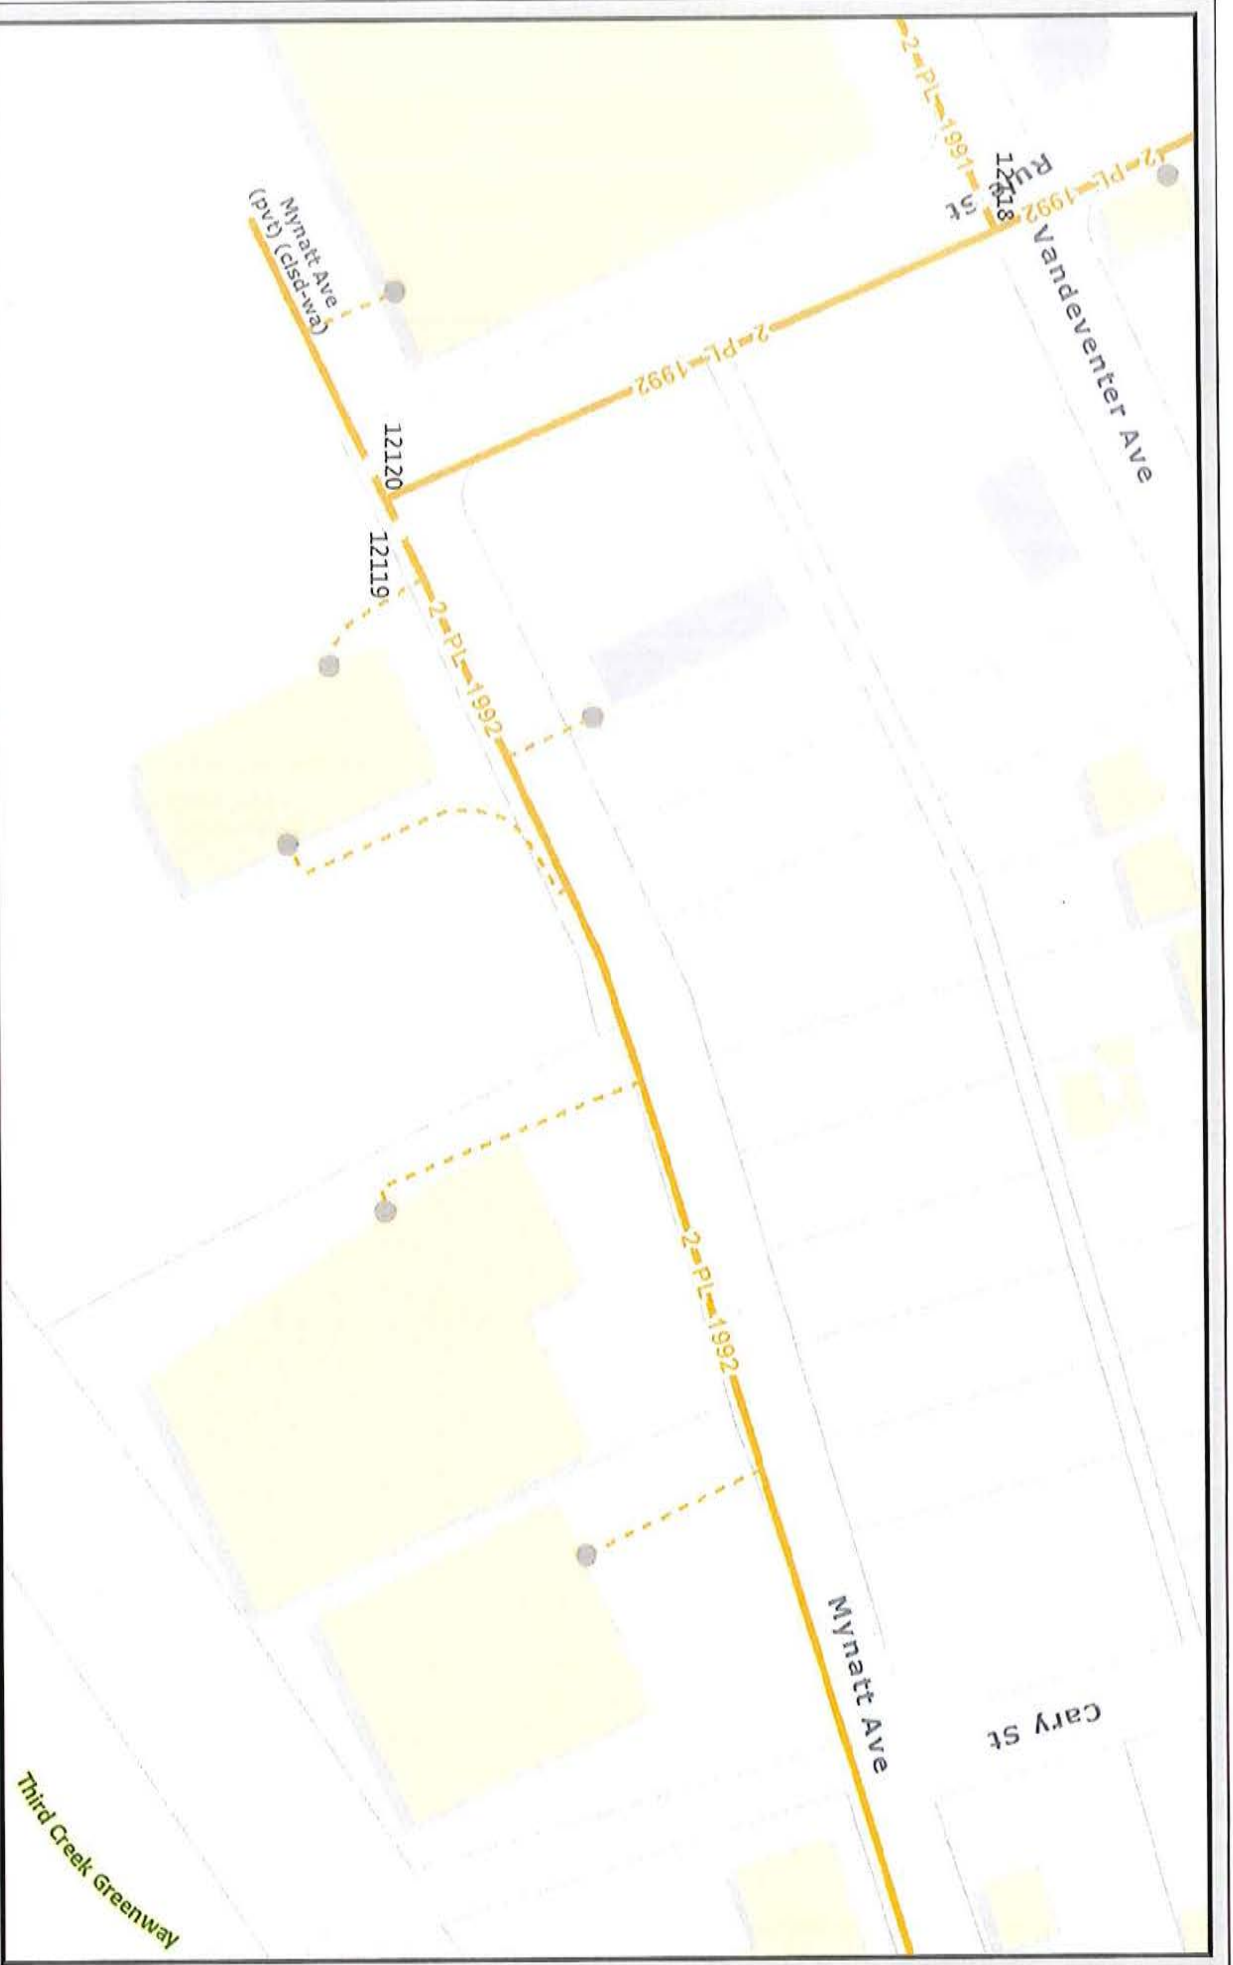 2-PL-1991
12118
Rudy St
2-PL-1992
Vandeventer Ave
Mynatt Ave
(pvt) (clsd-wa)
2-PL-1992
12120
12119
2-PL-1992
2-PL-1992
Mynatt Ave
Cary St
Third Creek Greenway